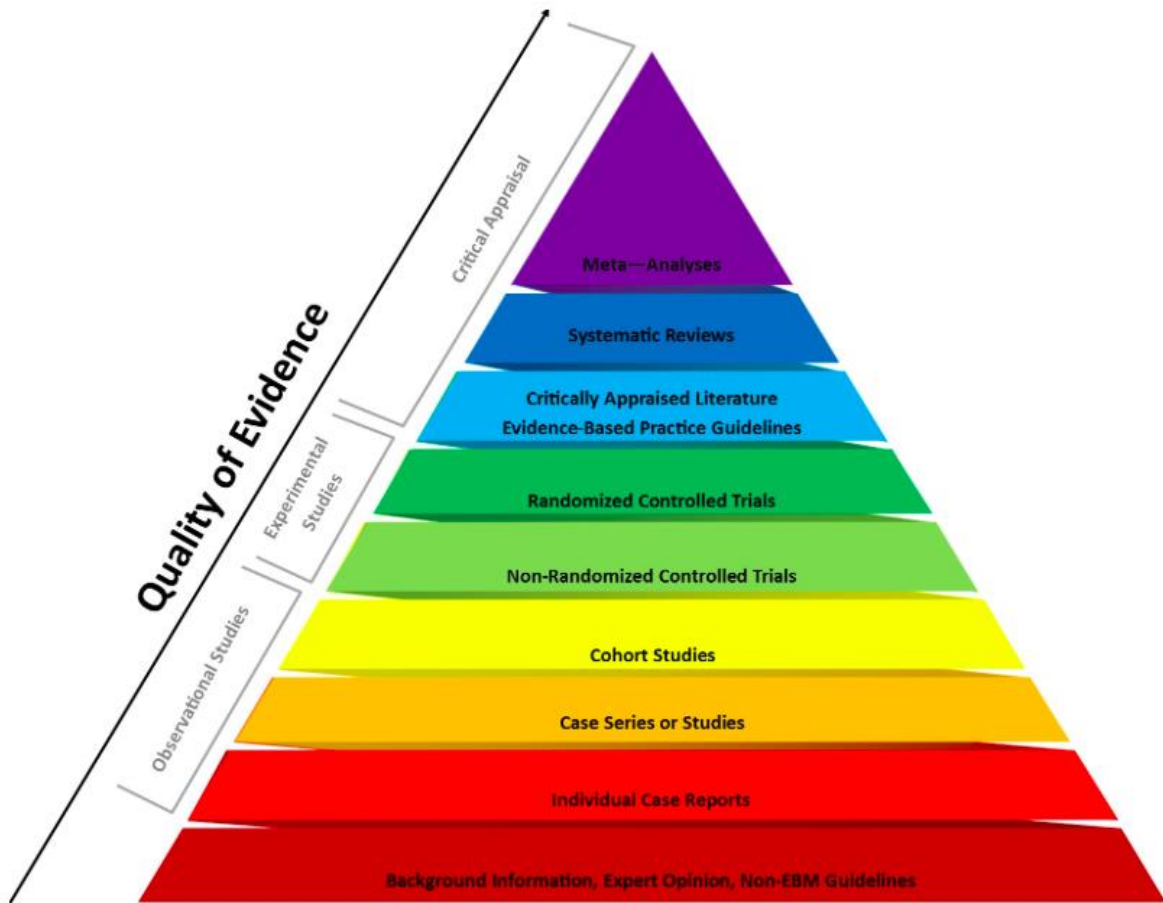 Quality of Evidence
Critical Appraisal
Experimental
Studies
Observational Studies
Meta—Analyses
Systematic Reviews
Critically Appraised Literature
Evidence-Based Practice Guidelines
Randomized Controlled Trials
Non-Randomized Controlled Trials
Cohort Studies
Case Series or Studies
Individual Case Reports
Background Information, Expert Opinion, Non-EBM Guidelines